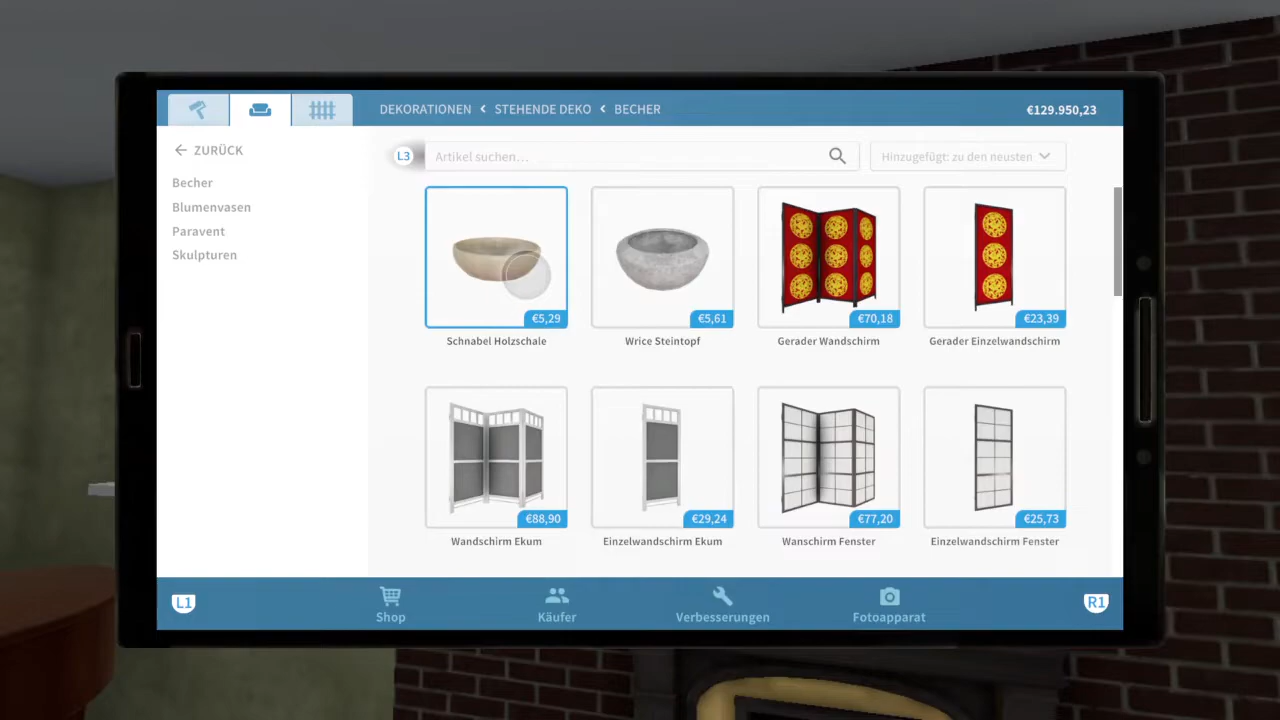 DEKORATIONEN < STEHENDE DEKO < BECHER
€129.950,23
ZURÜCK
Becher
Blumenvasen
Paravent
Skulpturen
L3
Artikel suchen...
Hinzugefügt: zu den neusten
€5,29
€5,61
€70,18
€23,39
Schnabel Holzschale
Wrice Steintopf
Gerader Wandschirm
Gerader Einzelwandschirm
€88,90
€29,24
€77,20
€25,73
Wandschirm Ekum
Einzelwandschirm Ekum
Wanschirm Fenster
Einzelwandschirm Fenster
L1
Shop
Käufer
Verbesserungen
Fotoapparat
R1